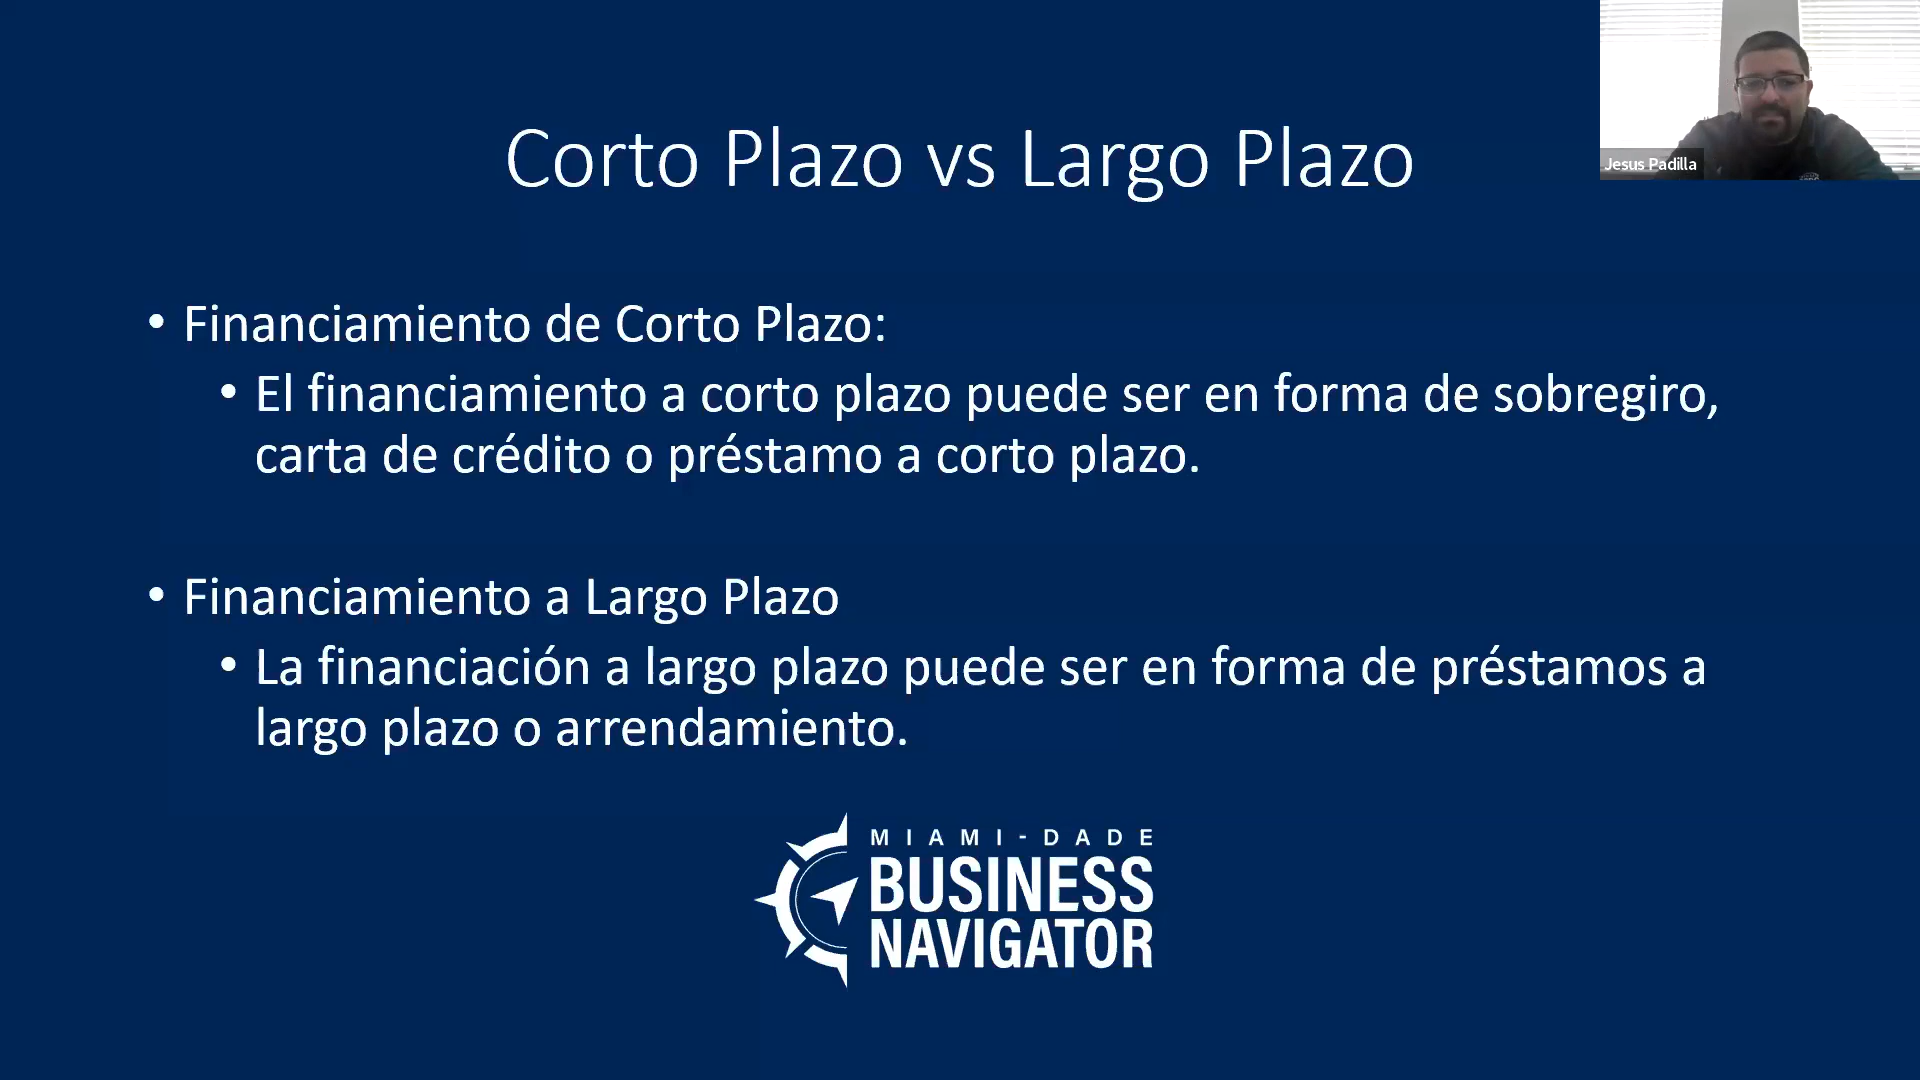 Corto Plazo vs Largo Plazo
Jesus Padilla
• Financiamiento de Corto Plazo:
• El financiamiento a corto plazo puede ser en forma de sobregiro,
carta de crédito o préstamo a corto plazo.
• Financiamiento a Largo Plazo
• La financiación a largo plazo puede ser en forma de préstamos a
largo plazo o arrendamiento.
MIAMI-DADE
BUSINESS
NAVIGATOR